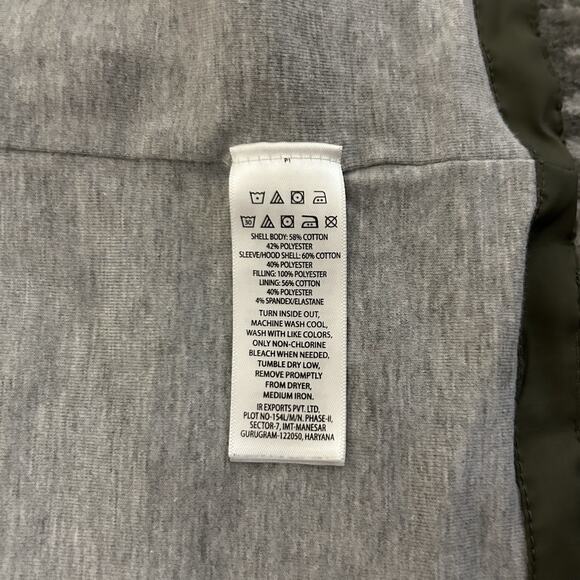 P1
30
SHELL BODY: 58% COTTON
42% POLYESTER
SLEEVE/HOOD SHELL: 60% COTTON
40% POLYESTER
FILLING: 100% POLYESTER
LINING: 56% COTTON
40% POLYESTER
4% SPANDEX/ELASTANE
TURN INSIDE OUT,
MACHINE WASH COOL,
WASH WITH LIKE COLORS,
ONLY NON-CHLORINE
BLEACH WHEN NEEDED,
TUMBLE DRY LOW,
REMOVE PROMPTLY
FROM DRYER,
MEDIUM IRON.
IR EXPORTS PVT. LTD.
PLOT NO-154L/M/N. PHASE-II,
SECTOR-7, IMT-MANESAR
GURUGRAM-122050, HARYANA